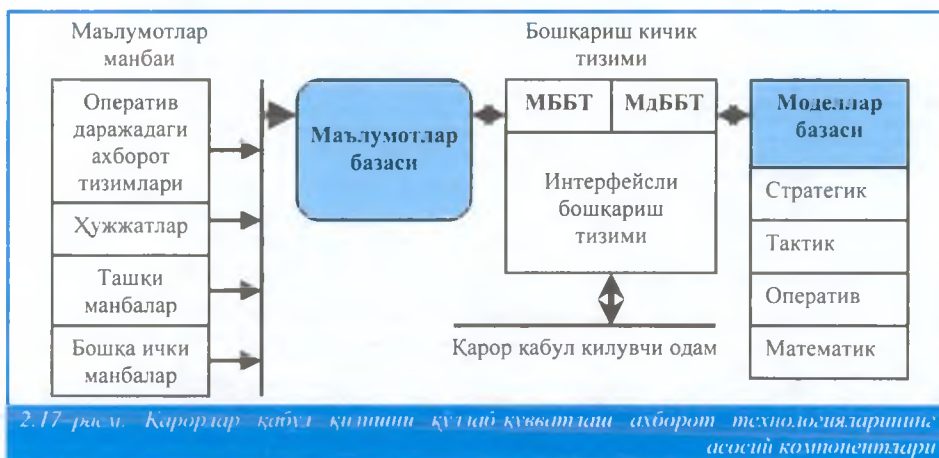 Маълумотлар
манбаи
Оператив
даражадаги
ахборот
тизимлари
Ҳужжатлар
Ташқи
манбалар
Бошқа ички
манбалар
Маълумотлар
базаси
Бошқариш кичик
тизими
МББТ
МдББТ
Интерфейсли
бошқариш
тизими
Қарор қабул килувчи одам
Моделлар
базаси
Стратегик
Тактик
Оператив
Математик
2.17-расм. Қарорлар қабул қилишни қўллаб-қувватлаш ахборот технологияларининг
асосий компонентлари